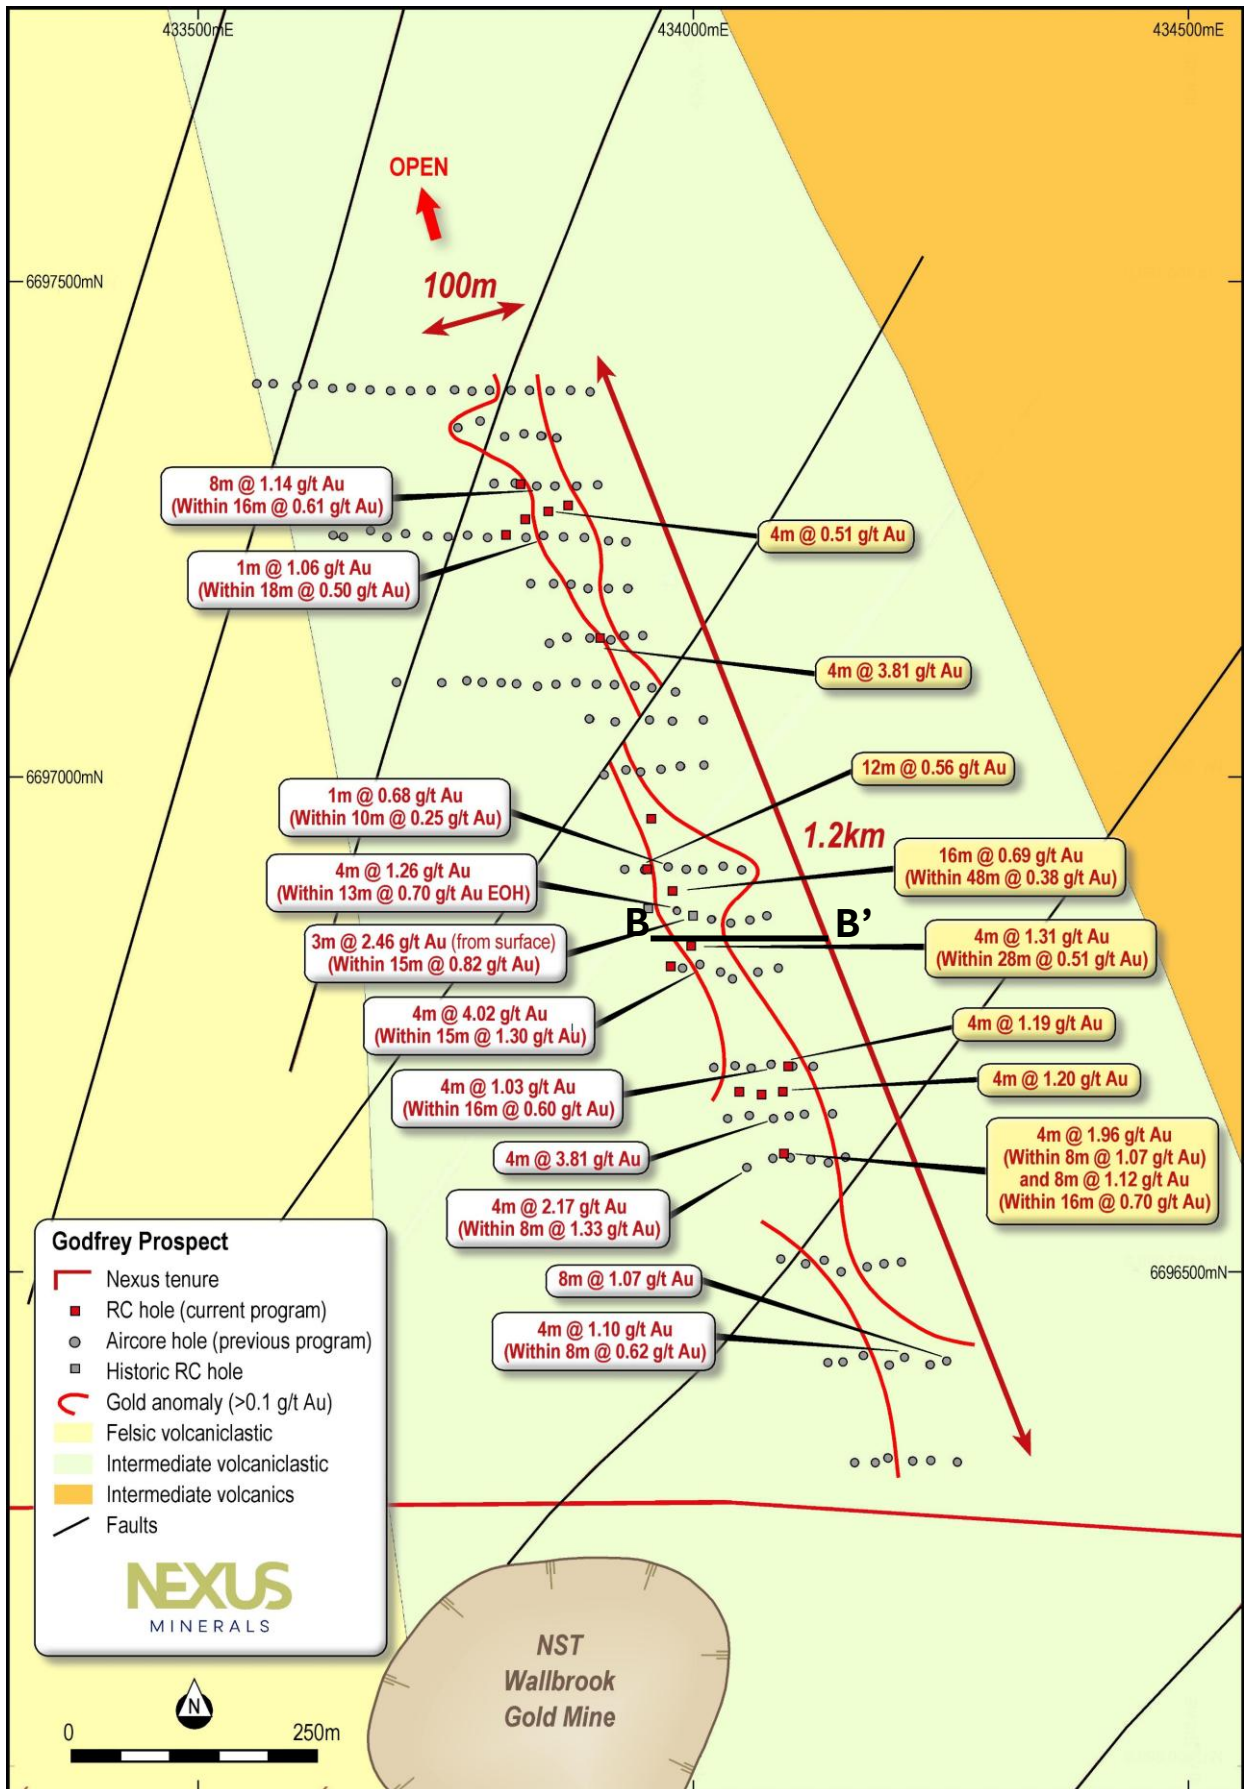 433500mE
434000mE
434500mE
OPEN
6697500mN
100m
8m @ 1.14 g/t Au
(Within 16m @ 0.61 g/t Au)
4m @ 0.51 g/t Au
1m @ 1.06 g/t Au
(Within 18m @ 0.50 g/t Au)
4m @ 3.81 g/t Au
6697000mN
12m @ 0.56 g/t Au
1m @ 0.68 g/t Au
(Within 10m @ 0.25 g/t Au)
1.2km
16m @ 0.69 g/t Au
(Within 48m @ 0.38 g/t Au)
4m @ 1.26 g/t Au
(Within 13m @ 0.70 g/t Au EOH)
B
B’
3m @ 2.46 g/t Au (from surface)
(Within 15m @ 0.82 g/t Au)
4m @ 1.31 g/t Au
(Within 28m @ 0.51 g/t Au)
4m @ 4.02 g/t Au
(Within 15m @ 1.30 g/t Au)
4m @ 1.19 g/t Au
4m @ 1.03 g/t Au
(Within 16m @ 0.60 g/t Au)
4m @ 1.20 g/t Au
4m @ 3.81 g/t Au
4m @ 1.96 g/t Au
(Within 8m @ 1.07 g/t Au)
and 8m @ 1.12 g/t Au
(Within 16m @ 0.70 g/t Au)
4m @ 2.17 g/t Au
(Within 8m @ 1.33 g/t Au)
8m @ 1.07 g/t Au
6696500mN
4m @ 1.10 g/t Au
(Within 8m @ 0.62 g/t Au)
Godfrey Prospect
Nexus tenure
RC hole (current program)
Aircore hole (previous program)
Historic RC hole
Gold anomaly (>0.1 g/t Au)
Felsic volcaniclastic
Intermediate volcaniclastic
Intermediate volcanics
Faults
NEXUS
MINERALS
NST
Wallbrook
Gold Mine
N
0
250m